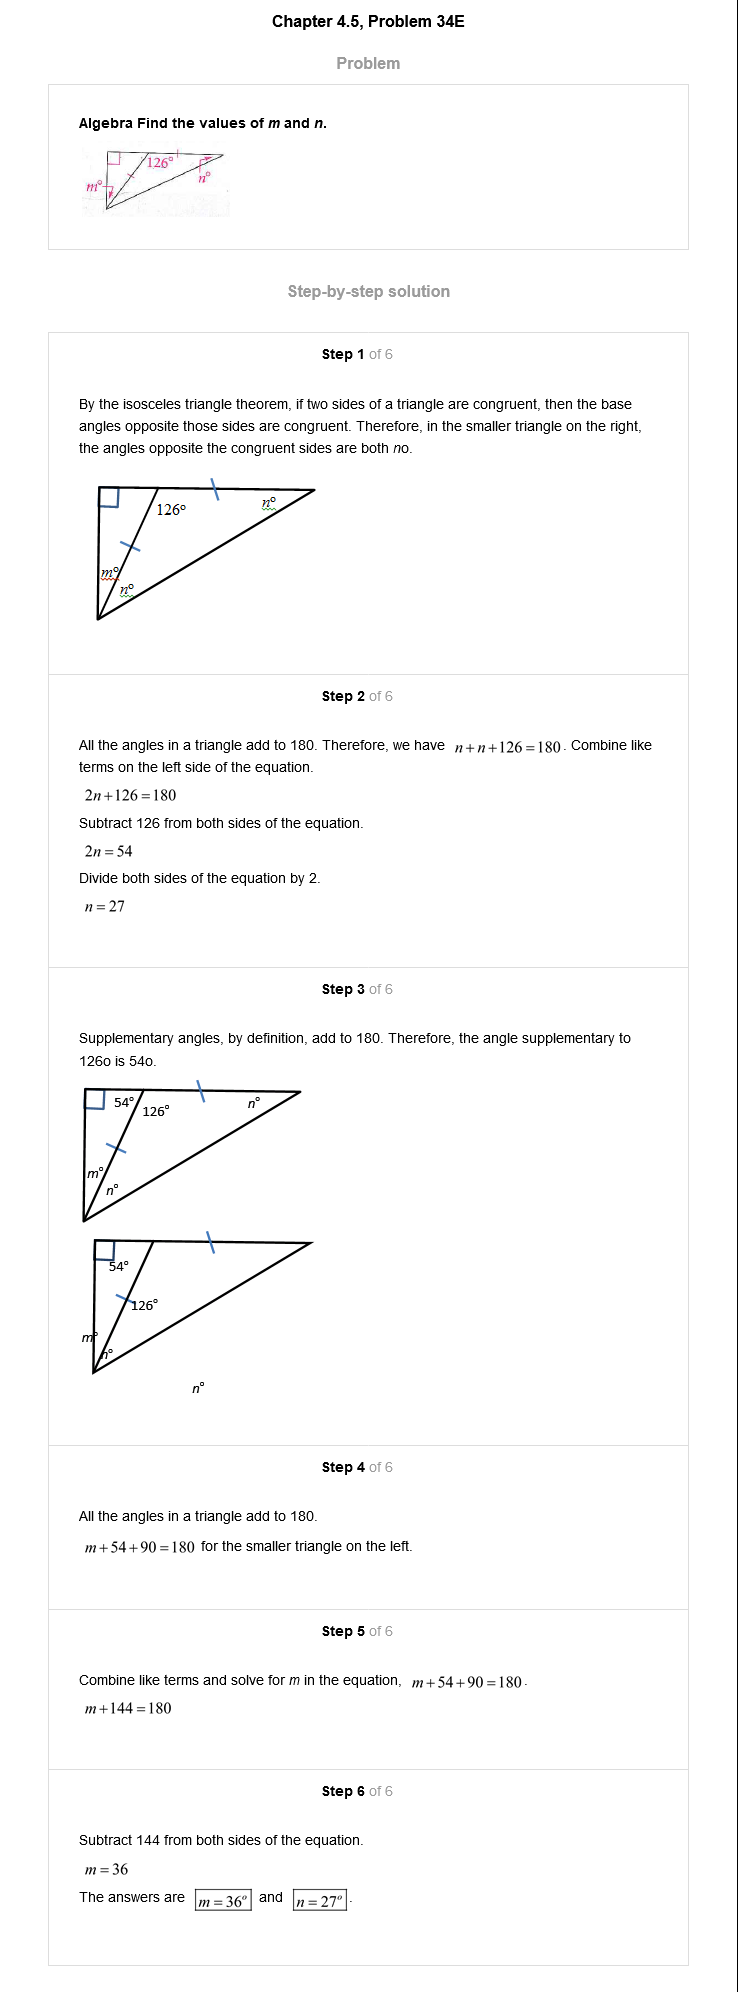 Chapter 4.5, Problem 34E
Problem
Algebra Find the values of m and n.
126°
m°
n°
Step-by-step solution
Step 1 of 6
By the isosceles triangle theorem, if two sides of a triangle are congruent, then the base
angles opposite those sides are congruent. Therefore, in the smaller triangle on the right,
the angles opposite the congruent sides are both no.
126°
n°
m°
n°
Step 2 of 6
All the angles in a triangle add to 180. Therefore, we have n+n+126=180. Combine like
terms on the left side of the equation.
2n+126=180
Subtract 126 from both sides of the equation.
2n=54
Divide both sides of the equation by 2.
n=27
Step 3 of 6
Supplementary angles, by definition, add to 180. Therefore, the angle supplementary to
126o is 54o.
54°
126°
n°
m°
n°
54°
126°
m°
n°
n°
Step 4 of 6
All the angles in a triangle add to 180.
m+54+90=180 for the smaller triangle on the left.
Step 5 of 6
Combine like terms and solve for m in the equation, m+54+90=180.
m+144=180
Step 6 of 6
Subtract 144 from both sides of the equation.
m=36
The answers are m=36° and n=27°.